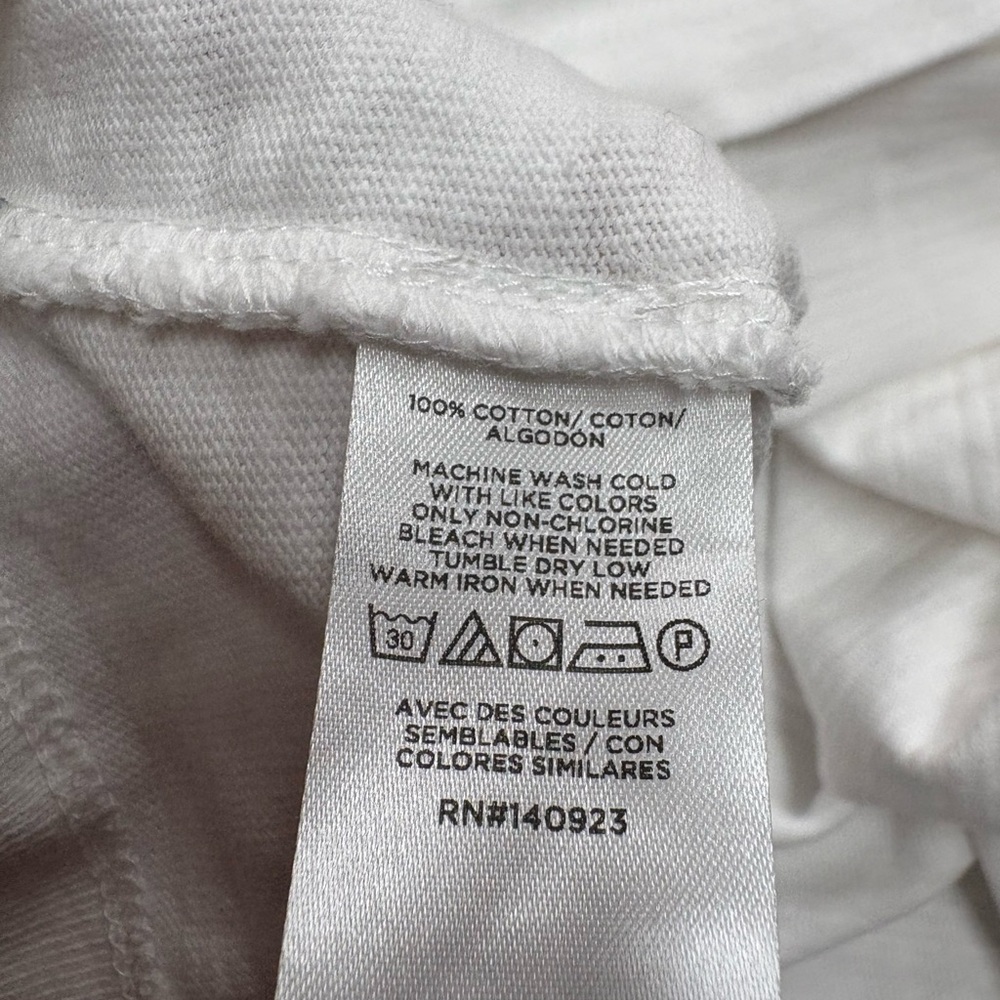 100% COTTON/ COTON/
ALGODÓN
MACHINE WASH COLD
WITH LIKE COLORS
ONLY NON-CHLORINE
BLEACH WHEN NEEDED
TUMBLE DRY LOW
WARM IRON WHEN NEEDED
30 P
AVEC DES COULEURS
SEMBLABLES / CON
COLORES SIMILARES
RN#140923